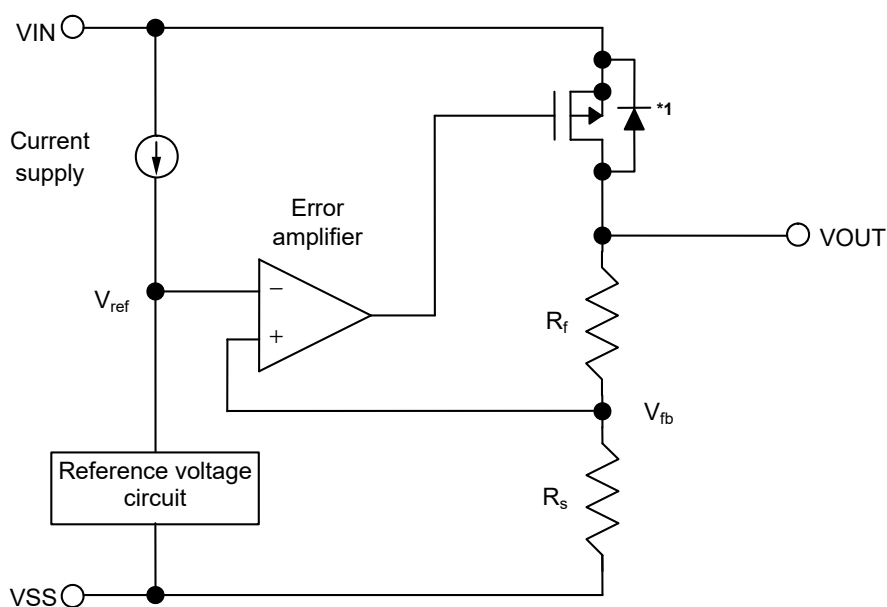 VIN
*1
Current
supply
Error
amplifier
VOUT
Vref
−
+
Rf
Vfb
Reference voltage
circuit
Rs
VSS